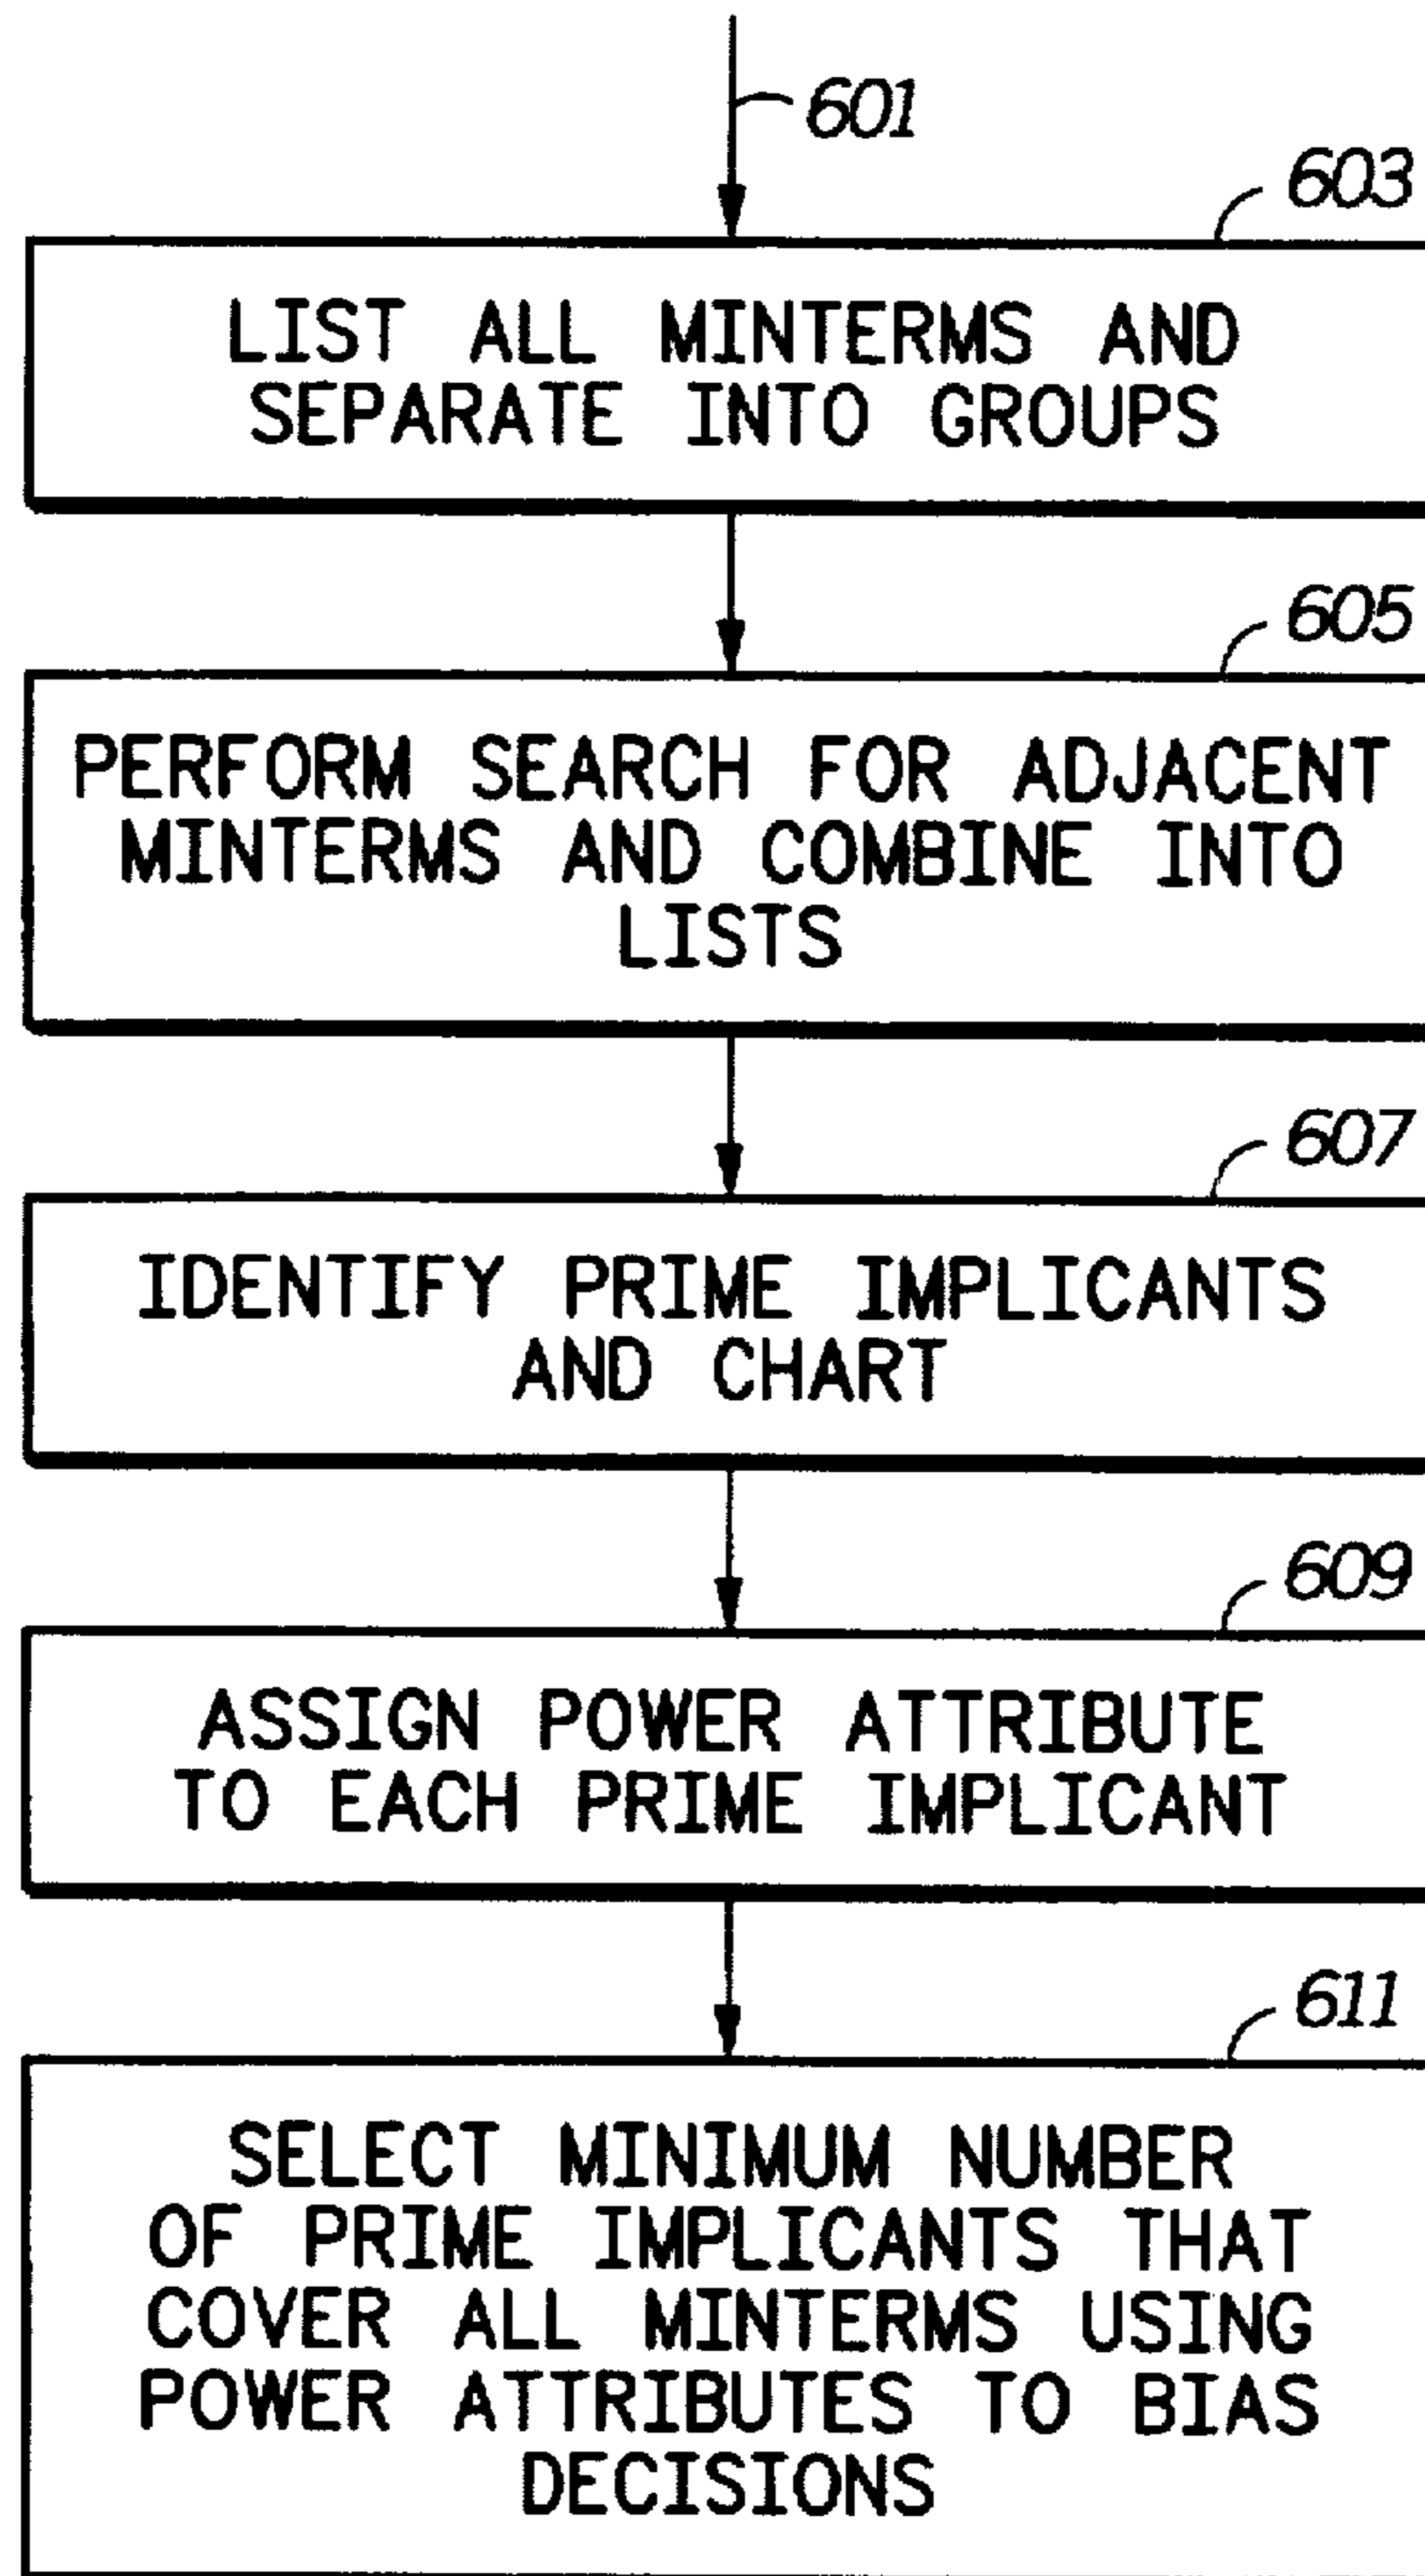 601
603
LIST ALL MINTERMS AND
SEPARATE INTO GROUPS
605
PERFORM SEARCH FOR ADJACENT
MINTERMS AND COMBINE INTO
LISTS
607
IDENTIFY PRIME IMPLICANTS
AND CHART
609
ASSIGN POWER ATTRIBUTE
TO EACH PRIME IMPLICANT
611
SELECT MINIMUM NUMBER
OF PRIME IMPLICANTS THAT
COVER ALL MINTERMS USING
POWER ATTRIBUTES TO BIAS
DECISIONS